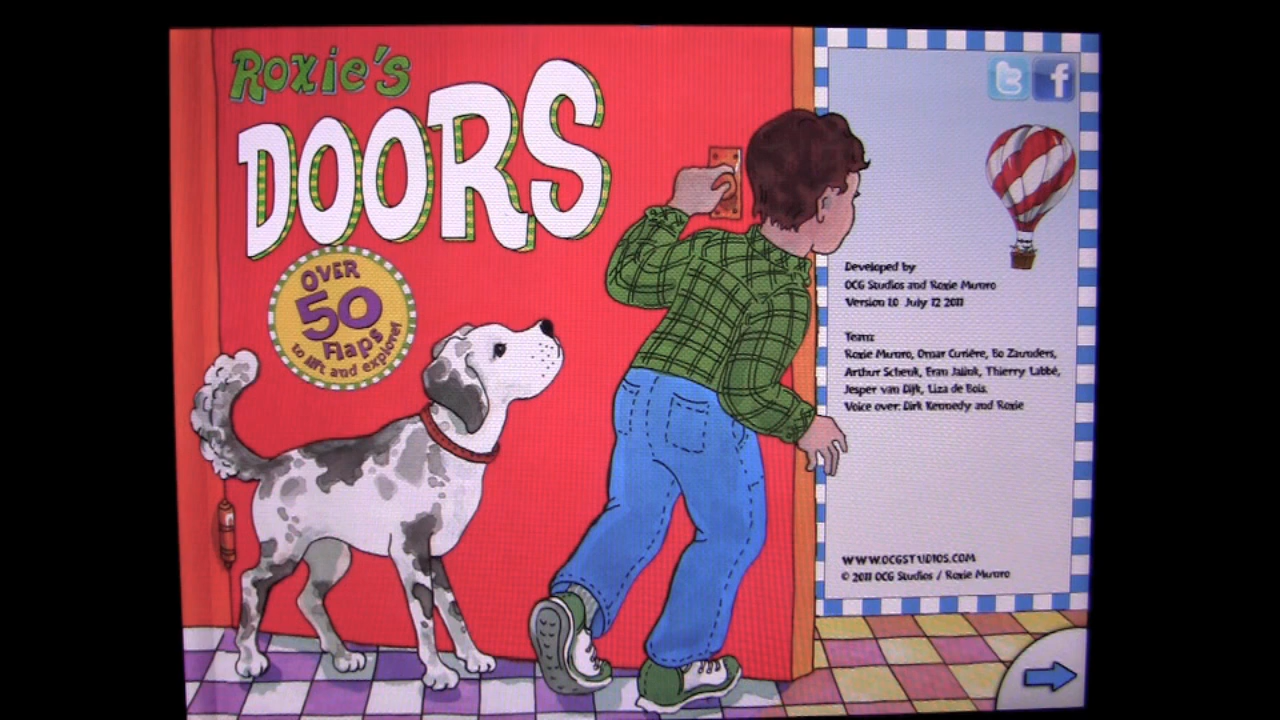 Roxie's
DOORS
OVER
50
Flaps
to lift and explore!
Developed by
OCG Studios and Roxie Munro
Version 1.0 July 12 2011
Team:
Roxie Munro, Omar Curiëre, Bo Zaunders,
Arthur Schenk, Eran Jalink, Thierry Labbé,
Jesper van Dijk, Liza de Bois.
Voice over: Dirk Kennedy and Roxie
WWW.OCGSTUDIOS.COM
© 2011 OCG Studios / Roxie Munro